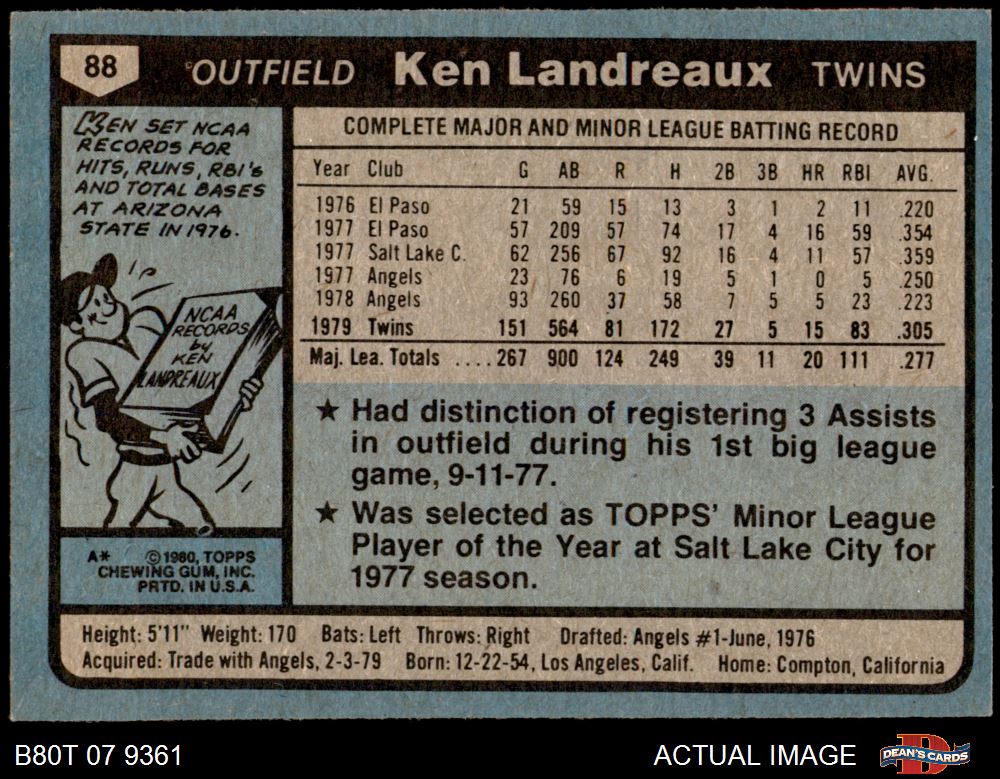 88 OUTFIELD Ken Landreaux TWINS
KEN SET NCAA
RECORDS FOR
HITS, RUNS, RBI's
AND TOTAL BASES
AT ARIZONA
STATE IN 1976.
NCAA
RECORDS
by
KEN
LANDREAUX
A* ©1980, TOPPS
CHEWING GUM, INC.
PRTD. IN U.S.A.
COMPLETE MAJOR AND MINOR LEAGUE BATTING RECORD
Year Club G AB R H 2B 3B HR RBI AVG.
1976 El Paso 21 59 15 13 3 1 2 11 .220
1977 El Paso 57 209 57 74 17 4 16 59 .354
1977 Salt Lake C. 62 256 67 92 16 4 11 57 .359
1977 Angels 23 76 6 19 5 1 0 5 .250
1978 Angels 93 260 37 58 7 5 5 23 .223
1979 Twins 151 564 81 172 27 5 15 83 .305
Maj. Lea. Totals .... 267 900 124 249 39 11 20 111 .277
★ Had distinction of registering 3 Assists
in outfield during his 1st big league
game, 9-11-77.
★ Was selected as TOPPS' Minor League
Player of the Year at Salt Lake City for
1977 season.
Height: 5'11" Weight: 170 Bats: Left Throws: Right Drafted: Angels #1-June, 1976
Acquired: Trade with Angels, 2-3-79 Born: 12-22-54, Los Angeles, Calif. Home: Compton, California
B80T 07 9361 ACTUAL IMAGE DEAN'S CARDS